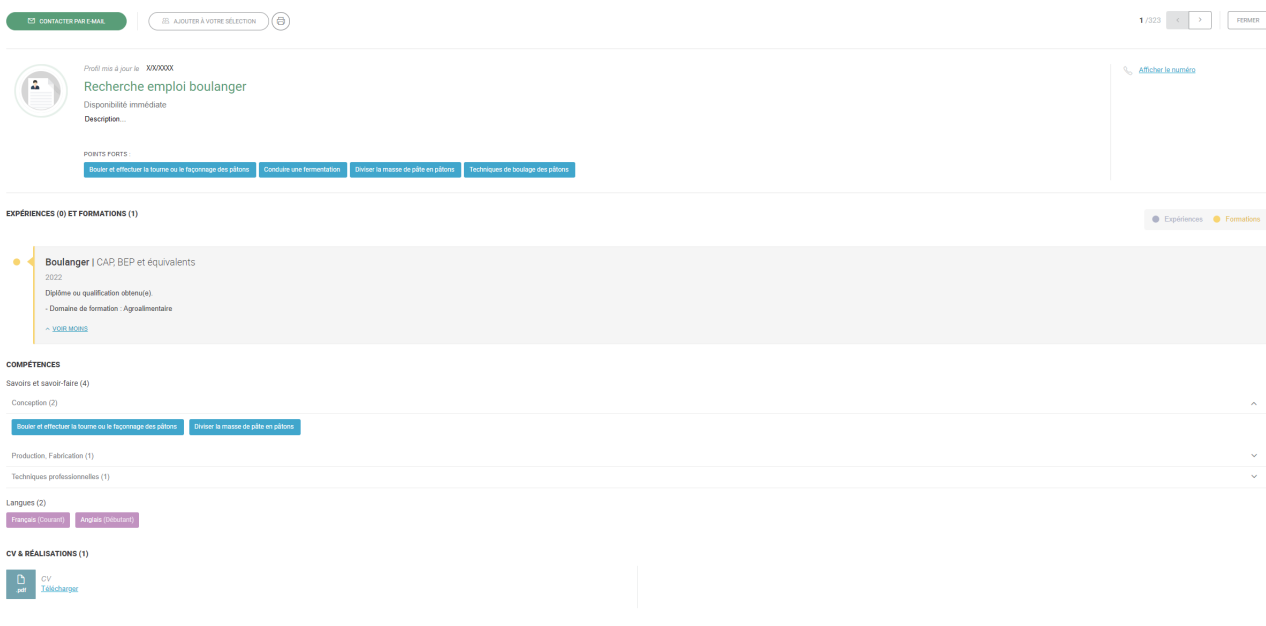 CONTACTER PAR E-MAIL
AJOUTER À VOTRE SÉLECTION
1 /323
FERMER
Profil mis à jour le X/X/XXXX
Afficher le numéro
Recherche emploi boulanger
Disponibilité immédiate
Description...
POINTS FORTS :
Bouler et effectuer la tourne ou le façonnage des pâtons
Conduire une fermentation
Diviser la masse de pâte en pâtons
Techniques de boulage des pâtons
EXPÉRIENCES (0) ET FORMATIONS (1)
Expériences
Formations
Boulanger | CAP, BEP et équivalents
2022
Diplôme ou qualification obtenu(e).
- Domaine de formation : Agroalimentaire
VOIR MOINS
COMPÉTENCES
Savoirs et savoir-faire (4)
Conception (2)
Bouler et effectuer la tourne ou le façonnage des pâtons
Diviser la masse de pâte en pâtons
Production, Fabrication (1)
Techniques professionnelles (1)
Langues (2)
Français (Courant)
Anglais (Débutant)
CV & RÉALISATIONS (1)
.pdf
CV
Télécharger